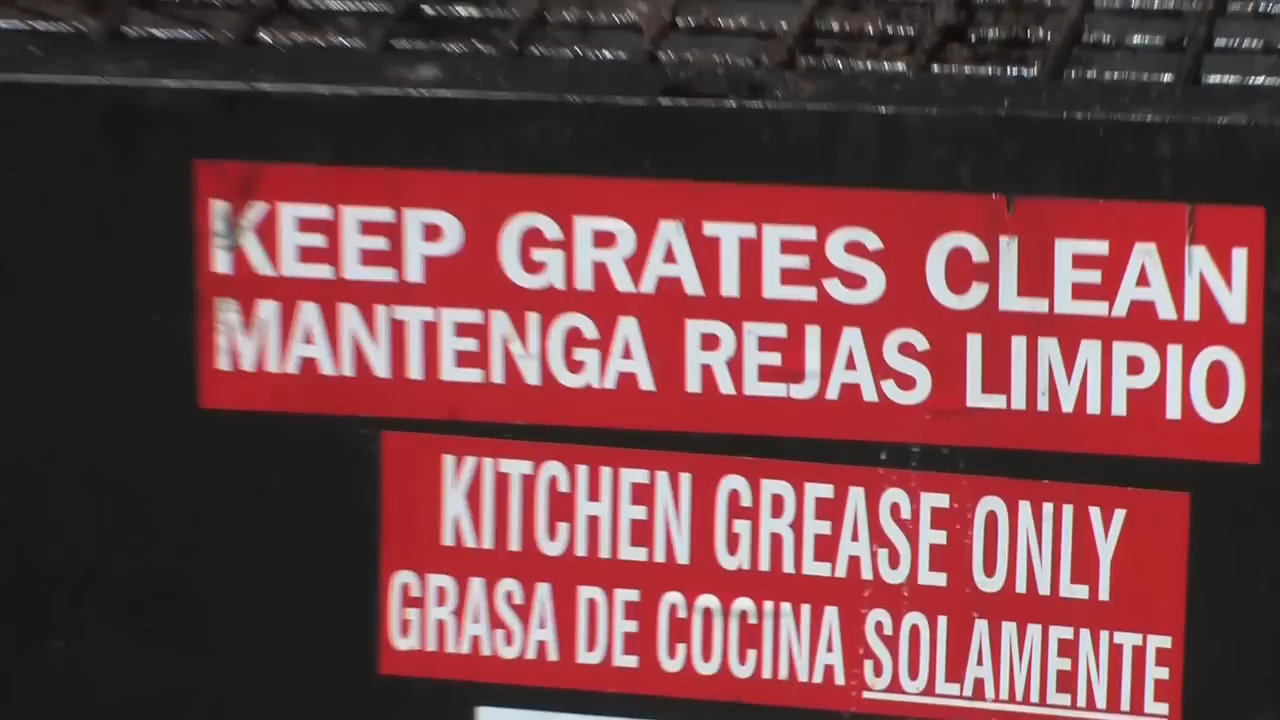 KEEP GRATES CLEAN
MANTENGA REJAS LIMPIO
KITCHEN GREASE ONLY
GRASA DE COCINA SOLAMENTE